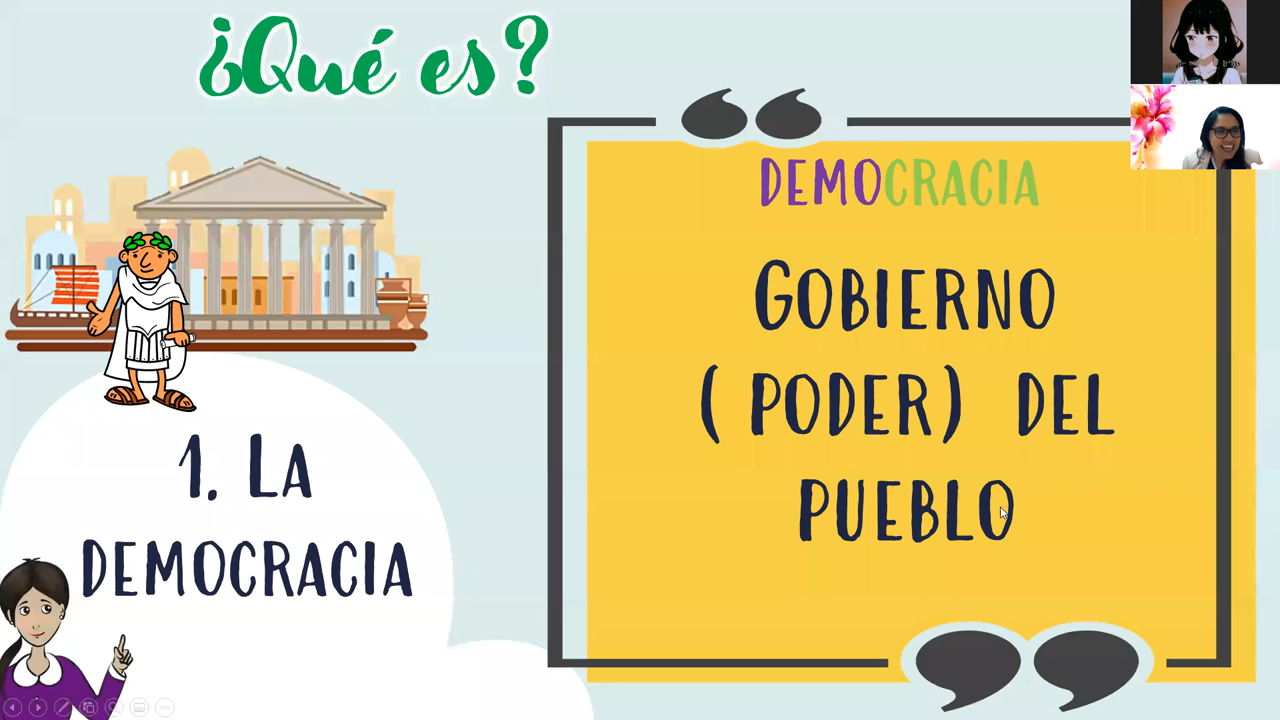 ¿Qué es?
DEMOCRACIA
GOBIERNO
( PODER) DEL
PUEBLO
1. LA
DEMOCRACIA